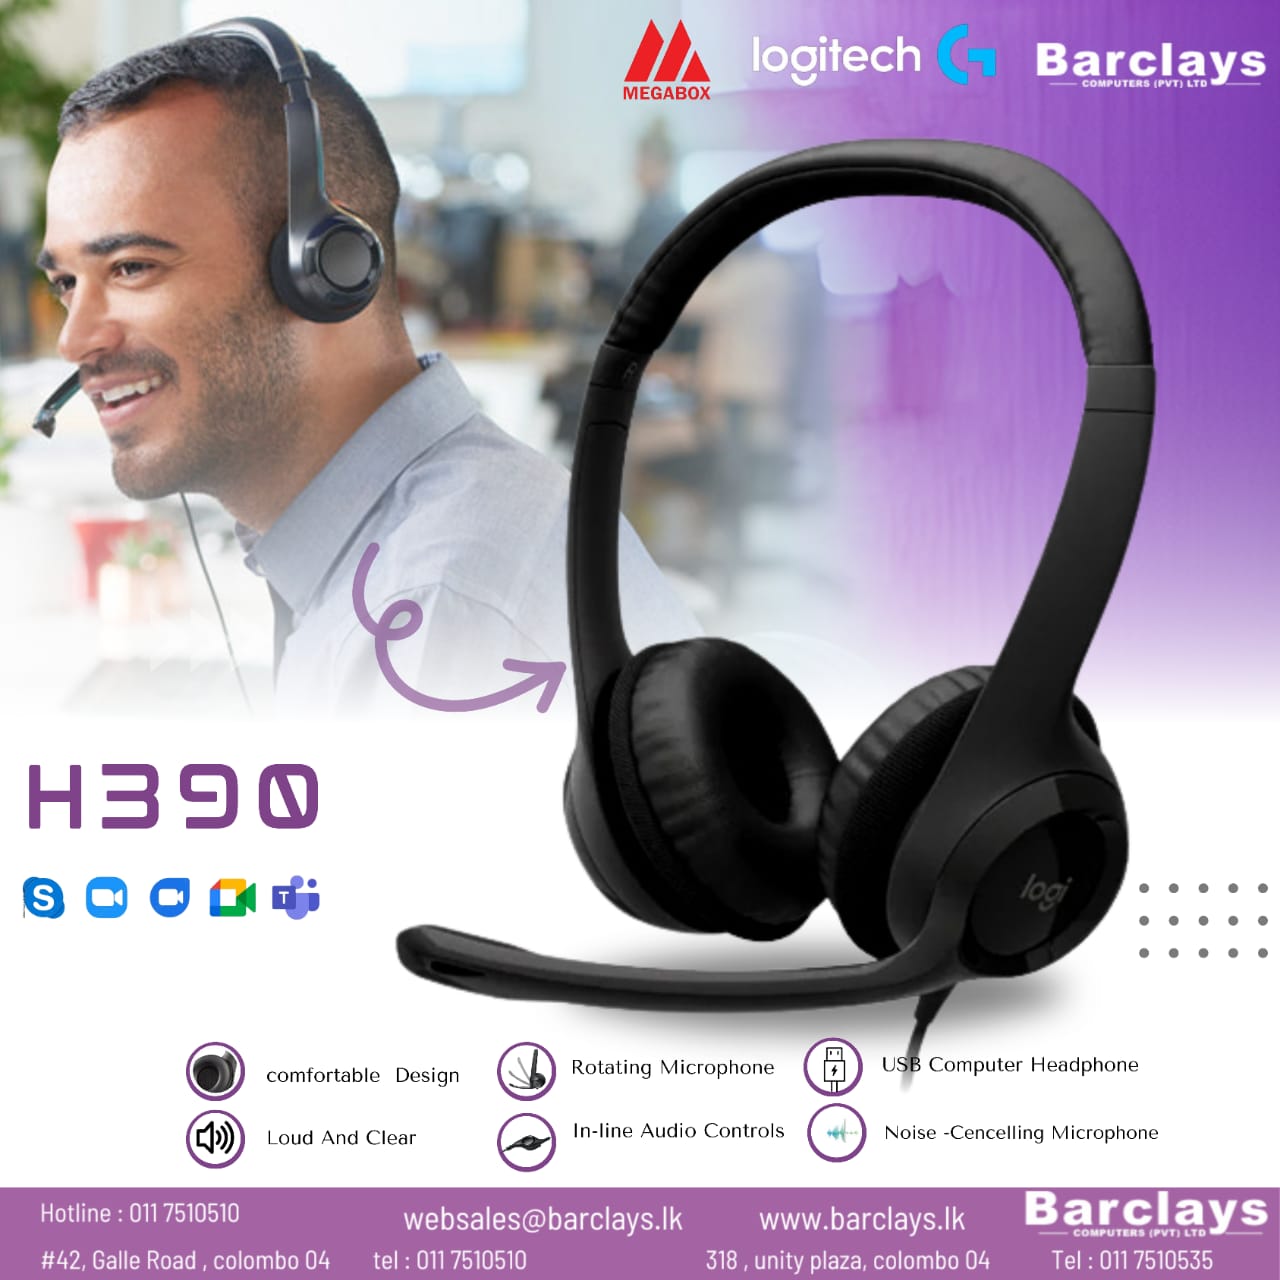 MEGABOX
logitech G
Barclays
COMPUTERS (PVT) LTD
R
logi
H390
S
T
comfortable Design
Rotating Microphone
USB Computer Headphone
Loud And Clear
In-line Audio Controls
Noise -Cencelling Microphone
Hotline : 011 7510510
websales@barclays.lk
www.barclays.lk
Barclays
COMPUTERS (PVT) LTD
#42, Galle Road , colombo 04
tel : 011 7510510
318 , unity plaza, colombo 04
Tel : 011 7510535